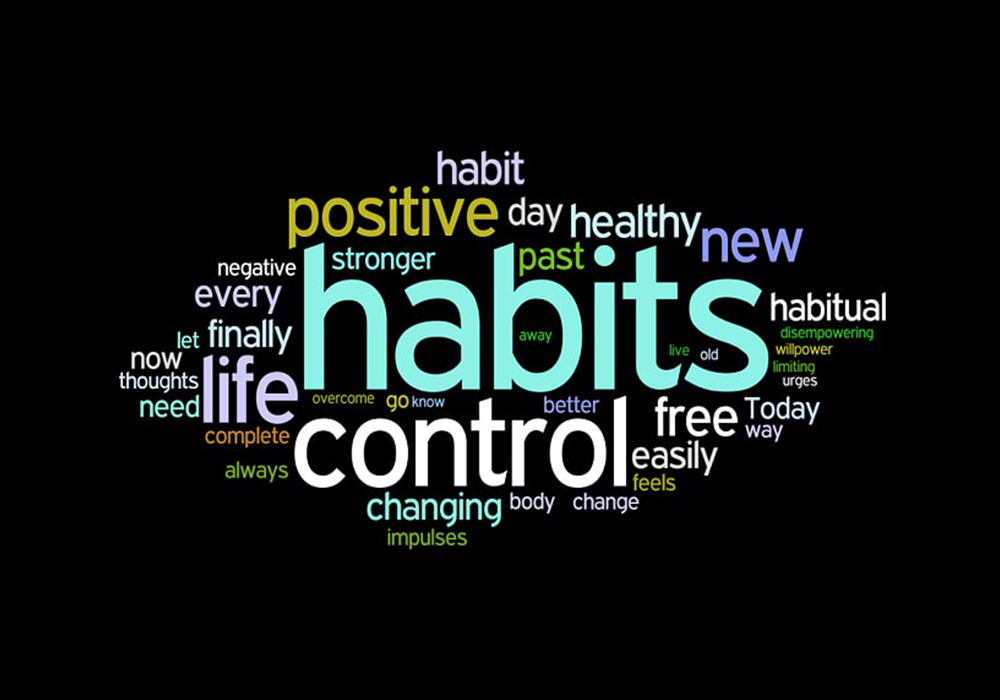 habit
positive day healthy new
stronger past
negative
every
habits
habitual
let finally
away
disempowering
live old
willpower
now
limiting
thoughts life
urges
need
overcome go know
better
free Today
way
complete
control
easily
always
feels
changing body change
impulses